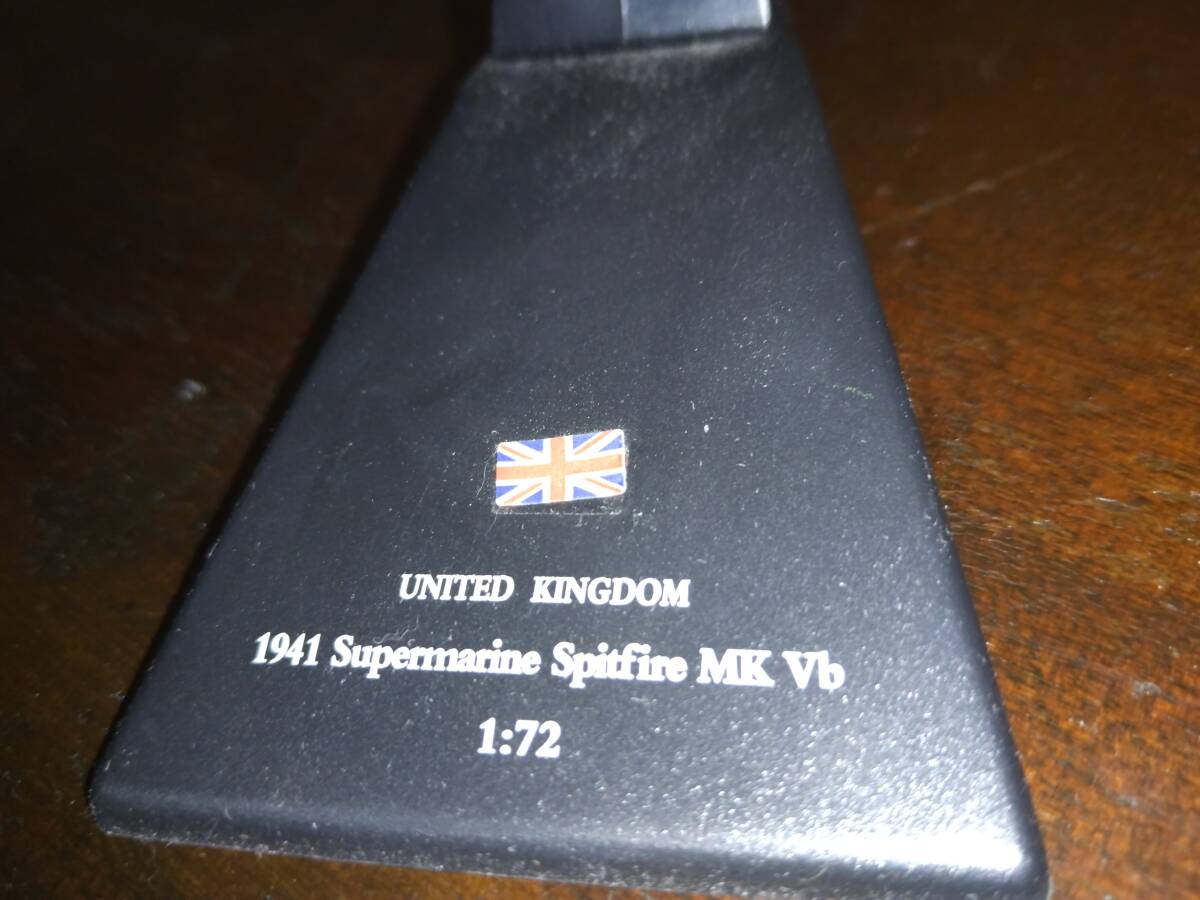 UNITED KINGDOM
1941 Supermarine Spitfire MK Vb
1:72